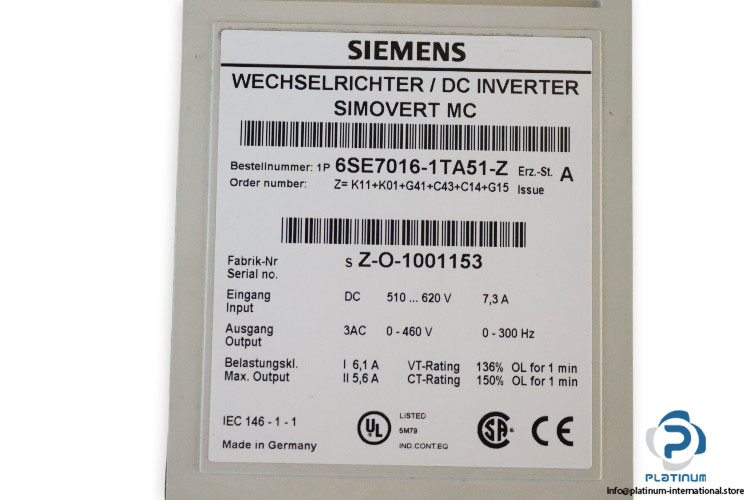 SIEMENS
WECHSELRICHTER / DC INVERTER
SIMOVERT MC
Bestellnummer: 1P 6SE7016-1TA51-Z Erz.-St. A
Order number: Z= K11+K01+G41+C43+C14+G15 Issue
Fabrik-Nr
Serial no. S Z-O-1001153
Eingang DC 510 ... 620 V 7,3 A
Input
Ausgang 3AC 0 - 460 V 0 - 300 Hz
Output
Belastungskl. I 6,1 A VT-Rating 136% OL for 1 min
Max. Output II 5,6 A CT-Rating 150% OL for 1 min
IEC 146 - 1 - 1
Made in Germany
UL
LISTED
5M79
IND.CONT.EQ
SA
CE
PLATINUM
INTERNATIONAL
info@platinum-international.store